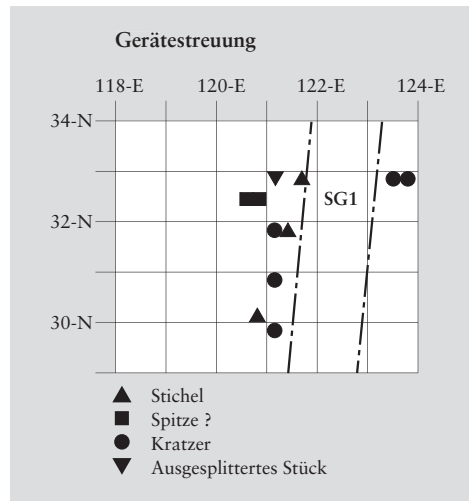 Gerätestreuung
118-E 120-E 122-E 124-E
34-N
32-N
SG1
30-N
Stichel
Spitze ?
Kratzer
Ausgesplittertes Stück